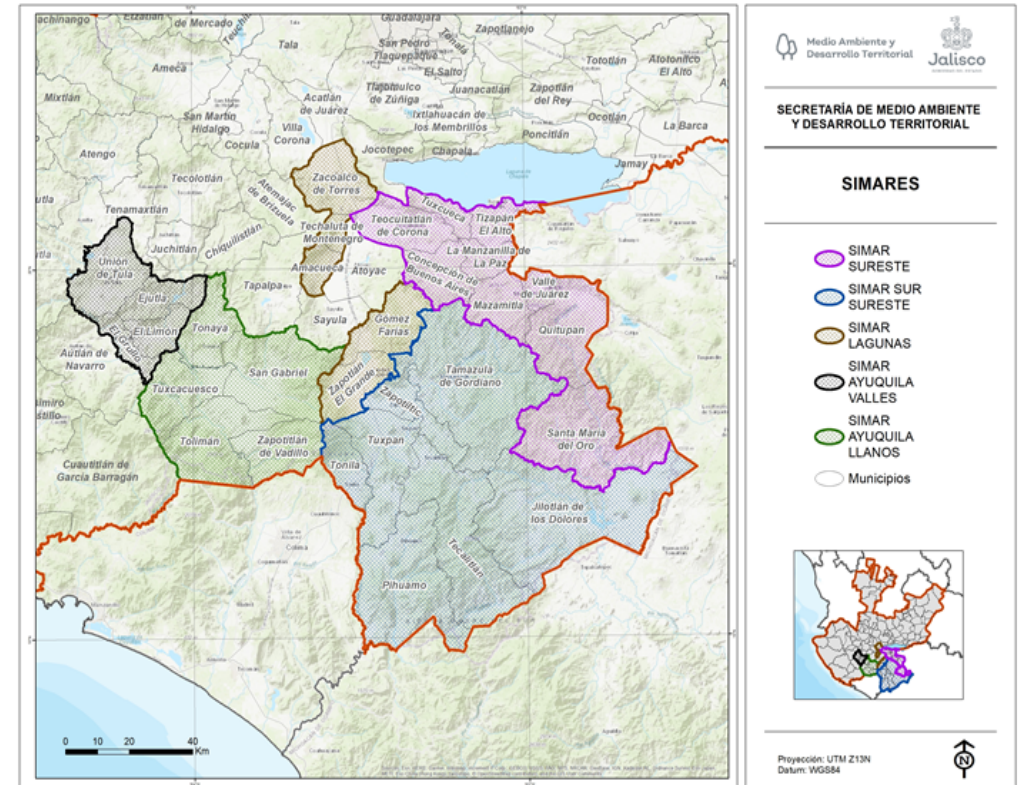 achinango
Etzatlán
de Mercado
Teuchi
Tala
Guadalajara
Zapotlanejo
San Pedro
Tlaquepaque
Tonalá
Ameca
El Salto
Tototlán
Atotonilco
El Alto
Mixtlán
Tlajomulco
de Zúñiga
Juanacatlán
Zapotlán
del Rey
Acatlán
de Juárez
San Martín
Hidalgo
Ixtlahuacán de
los Membrillos
Ocotlán
Poncitlán
La Barca
Villa
Corona
Cocula
Jocotepec
Chapala
Atengo
Jamay
Tecolotlán
Zacoalco
de Torres
Atemajac
de Brizuela
utla
Tenamaxtlán
Tuxcueca
Tizapán
El Alto
Teocuitatlán
de Corona
Techaluta de
Montenegro
Juchitlán
Chiquilistlán
La Manzanilla de
La Paz
Unión
de Tula
Amacueca
Atoyac
Concepción de
Buenos Aires
Valle
de Juárez
Ejutla
Tapalpa
Mazamitla
Sayula
Gómez
Farías
Quitupan
El Limón
Tonaya
El Grullo
Autlán de
Navarro
San Gabriel
Tamazula
de Gordiano
Tuxcacuesco
Zapotlán
El Grande
Zapotiltic
Tolimán
Zapotitlán
de Vadillo
Tuxpan
Santa María
del Oro
Cuautitlán de
García Barragán
Tonila
Jilotlán de
los Dolores
Colima
Tecalitlán
Pihuamo
0 10 20 40
Km
Medio Ambiente y
Desarrollo Territorial
Jalisco
SECRETARÍA DE MEDIO AMBIENTE
Y DESARROLLO TERRITORIAL
SIMARES
SIMAR
SURESTE
SIMAR SUR
SURESTE
SIMAR
LAGUNAS
SIMAR
AYUQUILA
VALLES
SIMAR
AYUQUILA
LLANOS
Municipios
Proyección: UTM Z13N
Datum: WGS84
N